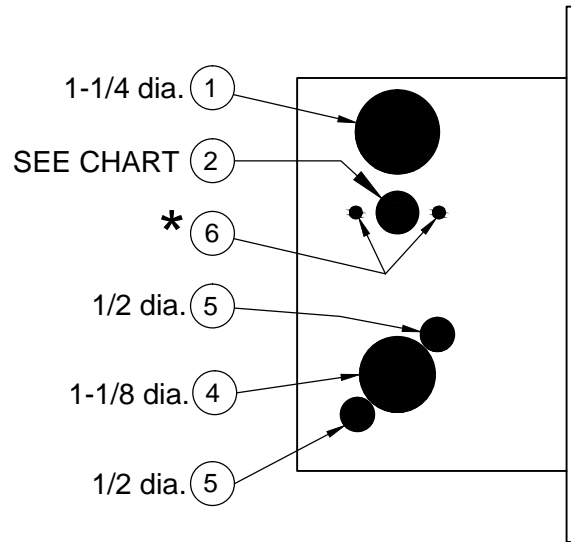 1-1/4 dia. 1
SEE CHART 2
* 6
1/2 dia. 5
1-1/8 dia. 4
1/2 dia. 5